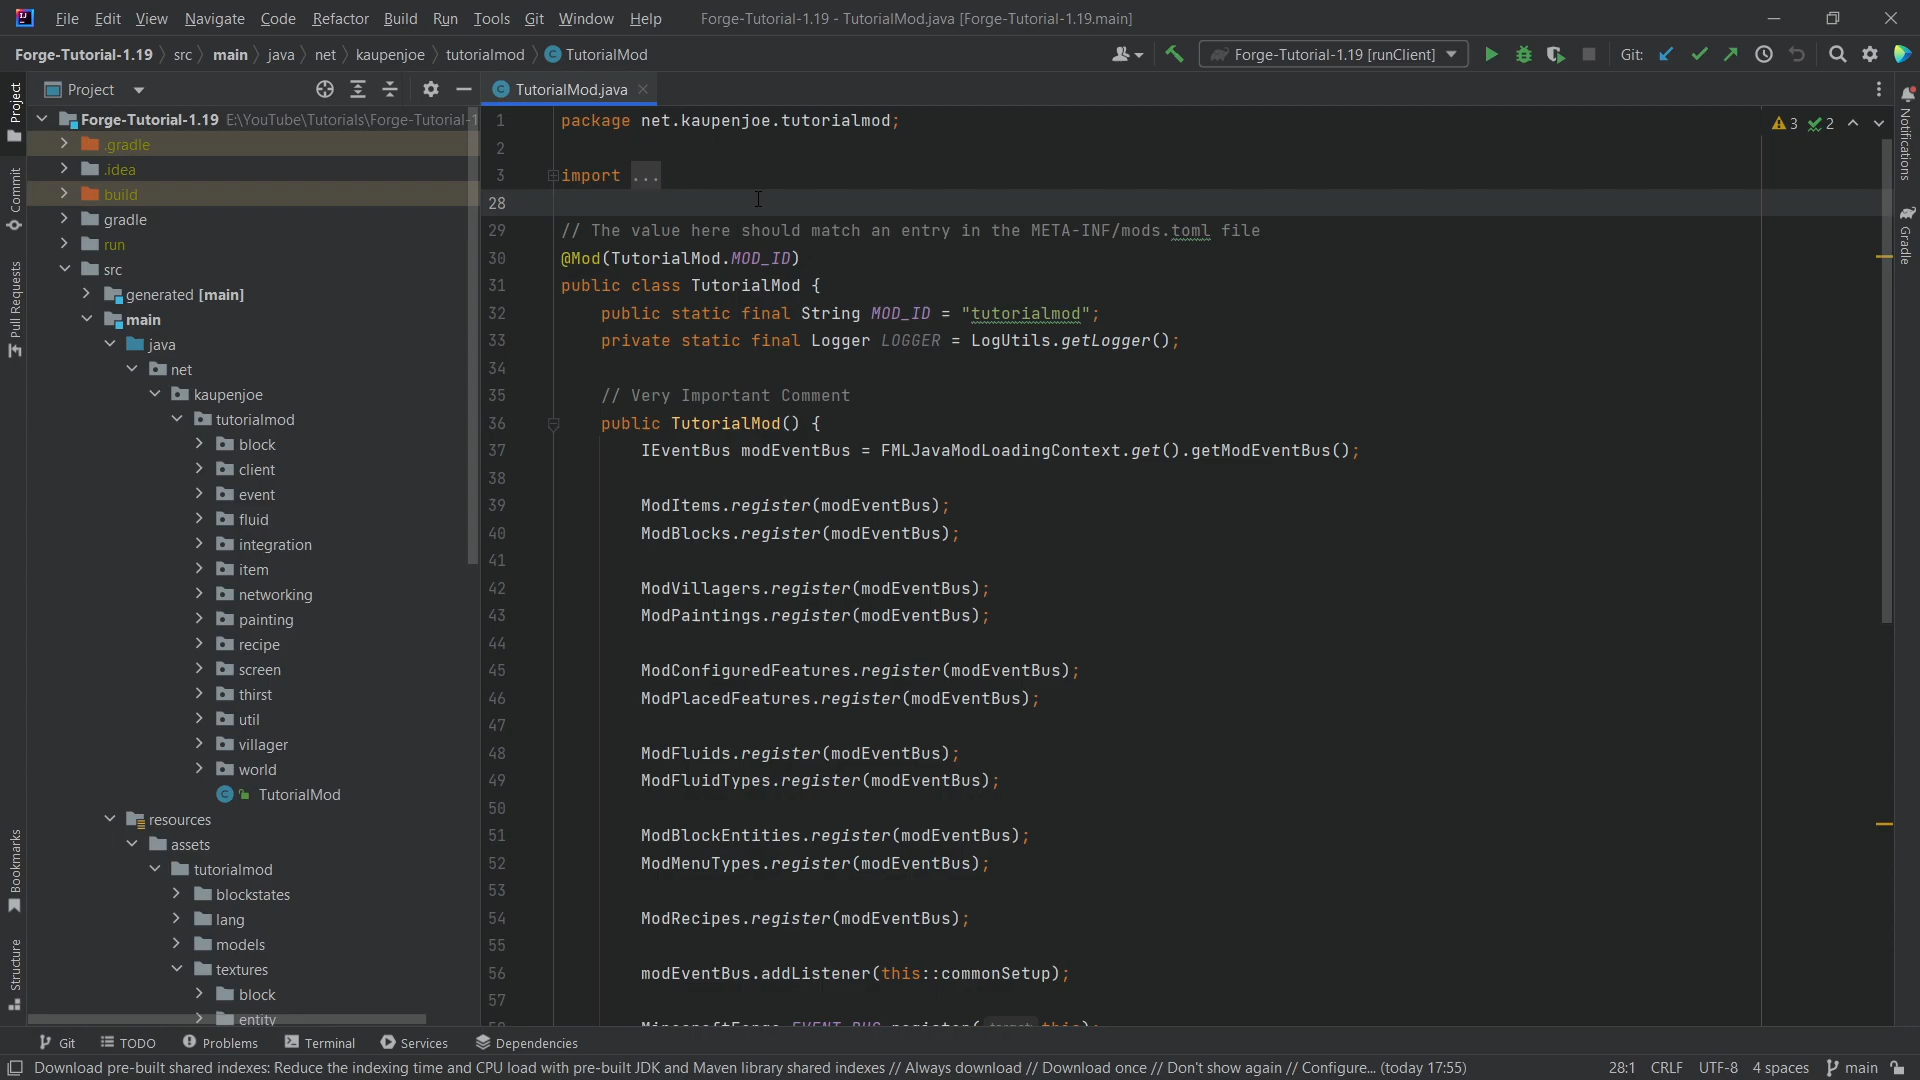 File Edit View Navigate Code Refactor Build Run Tools Git Window Help Forge-Tutorial-1.19 - TutorialMod.java [Forge-Tutorial-1.19.main]
Forge-Tutorial-1.19 src main java net kaupenjoe tutorialmod TutorialMod Forge-Tutorial-1.19 [runClient] Git:
Project
TutorialMod.java
Forge-Tutorial-1.19 E:\YouTube\Tutorials\Forge-Tutorial-1
.gradle
.idea
build
gradle
run
src
generated [main]
main
java
net
kaupenjoe
tutorialmod
block
client
event
fluid
integration
item
networking
painting
recipe
screen
thirst
util
villager
world
TutorialMod
resources
assets
tutorialmod
blockstates
lang
models
textures
block
entity
Project
Commit
Pull Requests
Bookmarks
Structure
1 package net.kaupenjoe.tutorialmod;
2
3 import ...
28
29 // The value here should match an entry in the META-INF/mods.toml file
30 @Mod(TutorialMod.MOD_ID)
31 public class TutorialMod {
32 public static final String MOD_ID = "tutorialmod";
33 private static final Logger LOGGER = LogUtils.getLogger();
34
35 // Very Important Comment
36 public TutorialMod() {
37 IEventBus modEventBus = FMLJavaModLoadingContext.get().getModEventBus();
38
39 ModItems.register(modEventBus);
40 ModBlocks.register(modEventBus);
41
42 ModVillagers.register(modEventBus);
43 ModPaintings.register(modEventBus);
44
45 ModConfiguredFeatures.register(modEventBus);
46 ModPlacedFeatures.register(modEventBus);
47
48 ModFluids.register(modEventBus);
49 ModFluidTypes.register(modEventBus);
50
51 ModBlockEntities.register(modEventBus);
52 ModMenuTypes.register(modEventBus);
53
54 ModRecipes.register(modEventBus);
55
56 modEventBus.addListener(this::commonSetup);
57
3 2
Notifications
Gradle
Git TODO Problems Terminal Services Dependencies
Download pre-built shared indexes: Reduce the indexing time and CPU load with pre-built JDK and Maven library shared indexes // Always download // Download once // Don't show again // Configure... (today 17:55) 28:1 CRLF UTF-8 4 spaces main